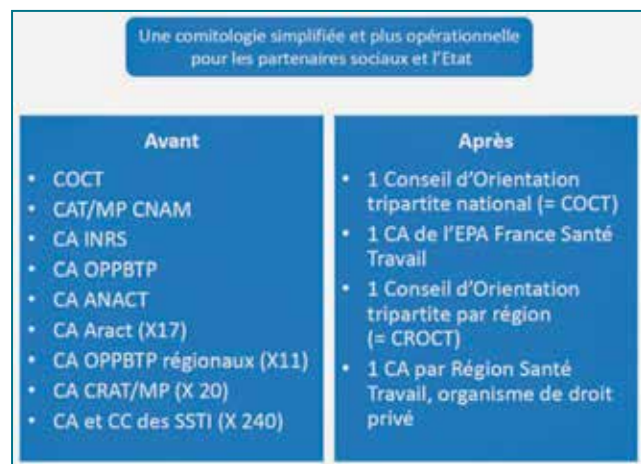 Une comitologie simplifiée et plus opérationnelle
pour les partenaires sociaux et l'Etat
Avant
• COCT
• CAT/MP CNAM
• CA INRS
• CA OPPBTP
• CA ANACT
• CA Aract (X17)
• CA OPPBTP régionaux (X11)
• CA CRAT/MP (X 20)
• CA et CC des SSTI (X 240)
Après
• 1 Conseil d'Orientation
tripartite national (= COCT)
• 1 CA de l'EPA France Santé
Travail
• 1 Conseil d'Orientation
tripartite par région
(= CROCT)
• 1 CA par Région Santé
Travail, organisme de droit
privé